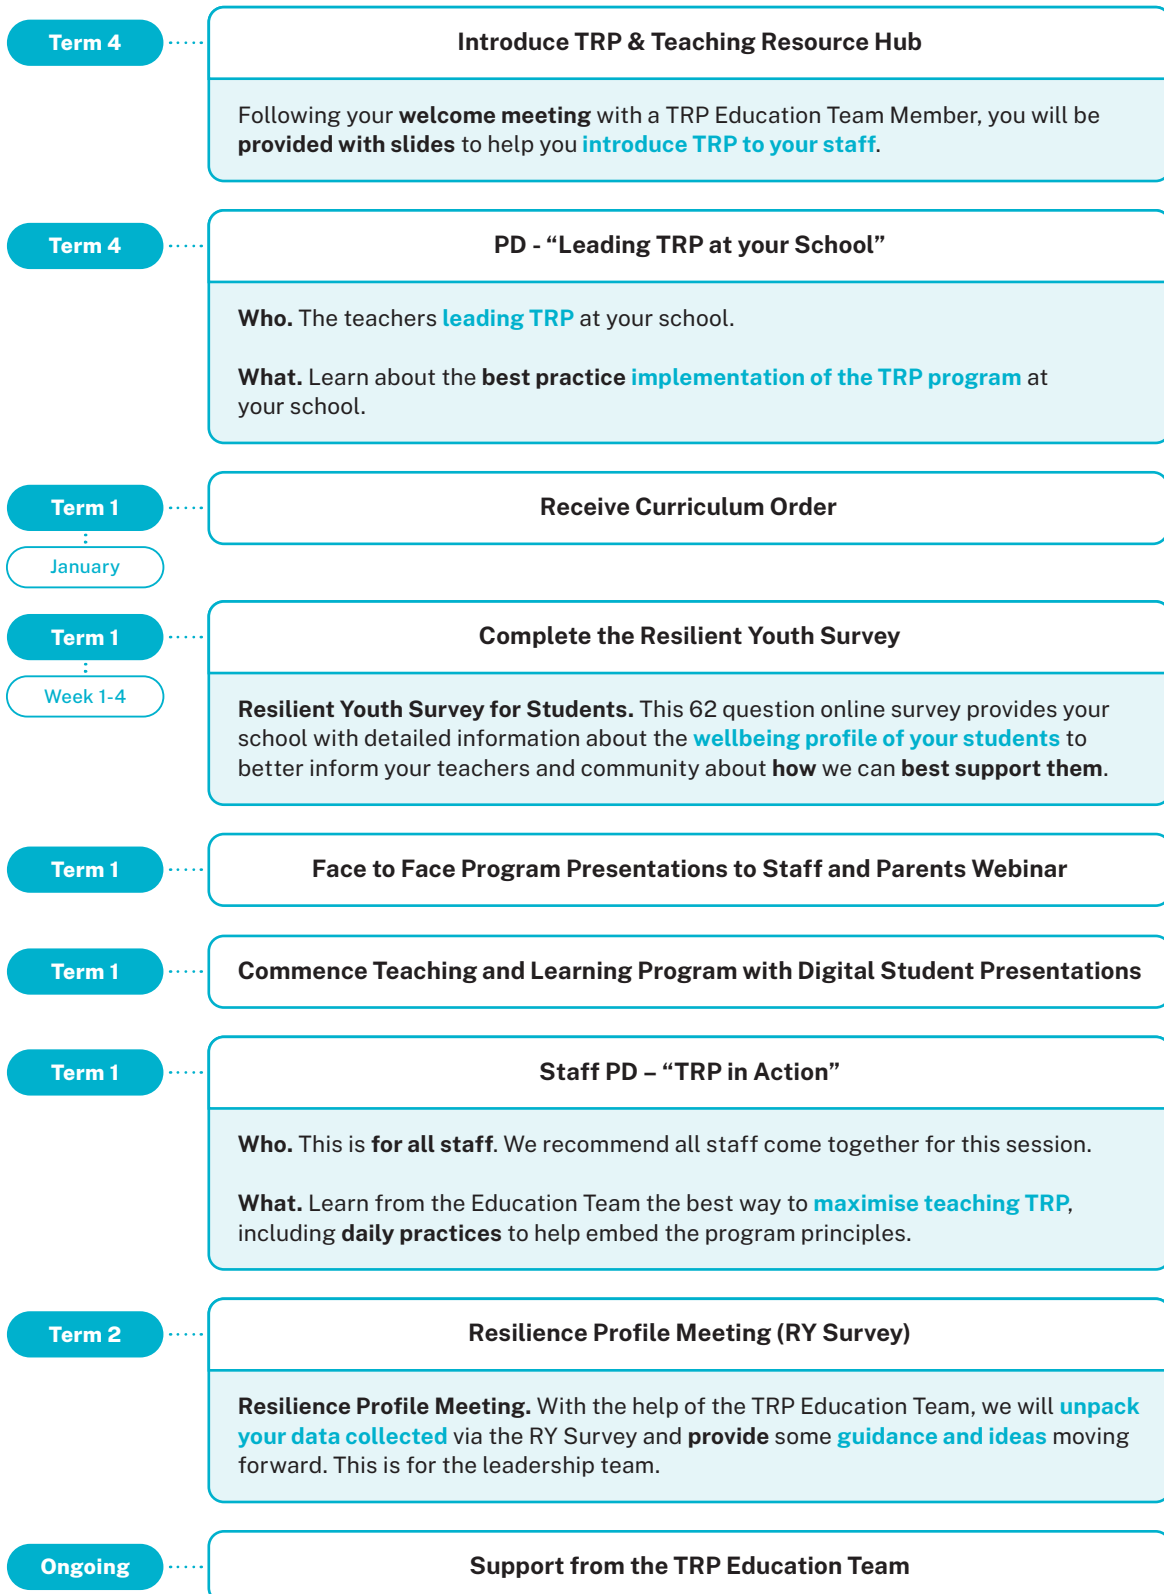 Term 4
Introduce TRP & Teaching Resource Hub
Following your welcome meeting with a TRP Education Team Member, you will be
provided with slides to help you introduce TRP to your staff.
Term 4
PD - “Leading TRP at your School”
Who. The teachers leading TRP at your school.
What. Learn about the best practice implementation of the TRP program at
your school.
Term 1
January
Receive Curriculum Order
Term 1
Week 1-4
Complete the Resilient Youth Survey
Resilient Youth Survey for Students. This 62 question online survey provides your
school with detailed information about the wellbeing profile of your students to
better inform your teachers and community about how we can best support them.
Term 1
Face to Face Program Presentations to Staff and Parents Webinar
Term 1
Commence Teaching and Learning Program with Digital Student Presentations
Term 1
Staff PD – “TRP in Action”
Who. This is for all staff. We recommend all staff come together for this session.
What. Learn from the Education Team the best way to maximise teaching TRP,
including daily practices to help embed the program principles.
Term 2
Resilience Profile Meeting (RY Survey)
Resilience Profile Meeting. With the help of the TRP Education Team, we will unpack
your data collected via the RY Survey and provide some guidance and ideas moving
forward. This is for the leadership team.
Ongoing
Support from the TRP Education Team